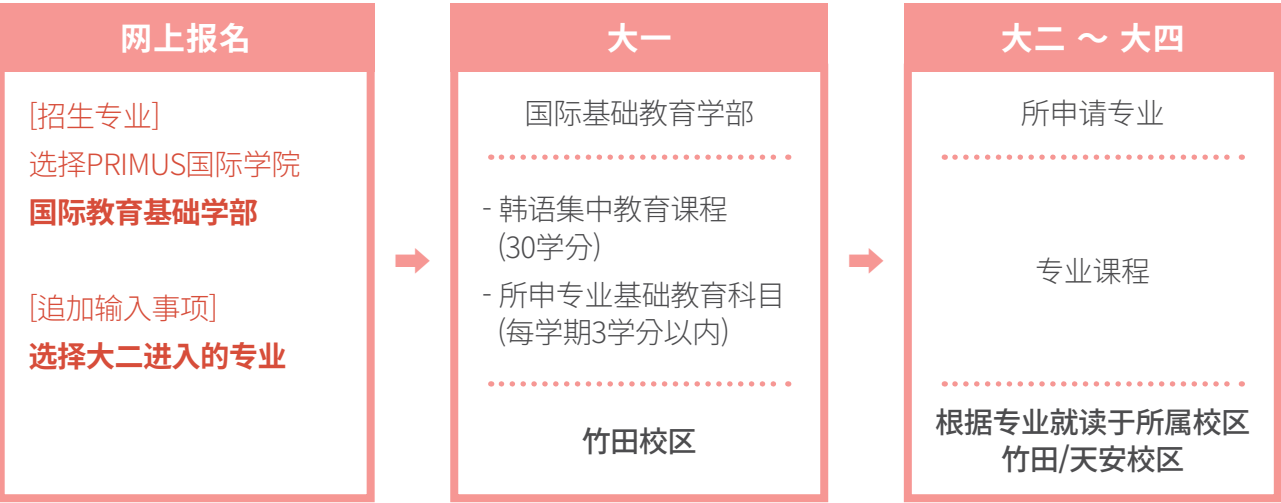 网上报名
[招生专业]
选择PRIMUS国际学院
国际教育基础学部
[追加输入事项]
选择大二进入的专业
大一
国际基础教育学部
- 韩语集中教育课程
(30学分)
- 所申专业基础教育科目
(每学期3学分以内)
竹田校区
大二 ～ 大四
所申请专业
专业课程
根据专业就读于所属校区
竹田/天安校区